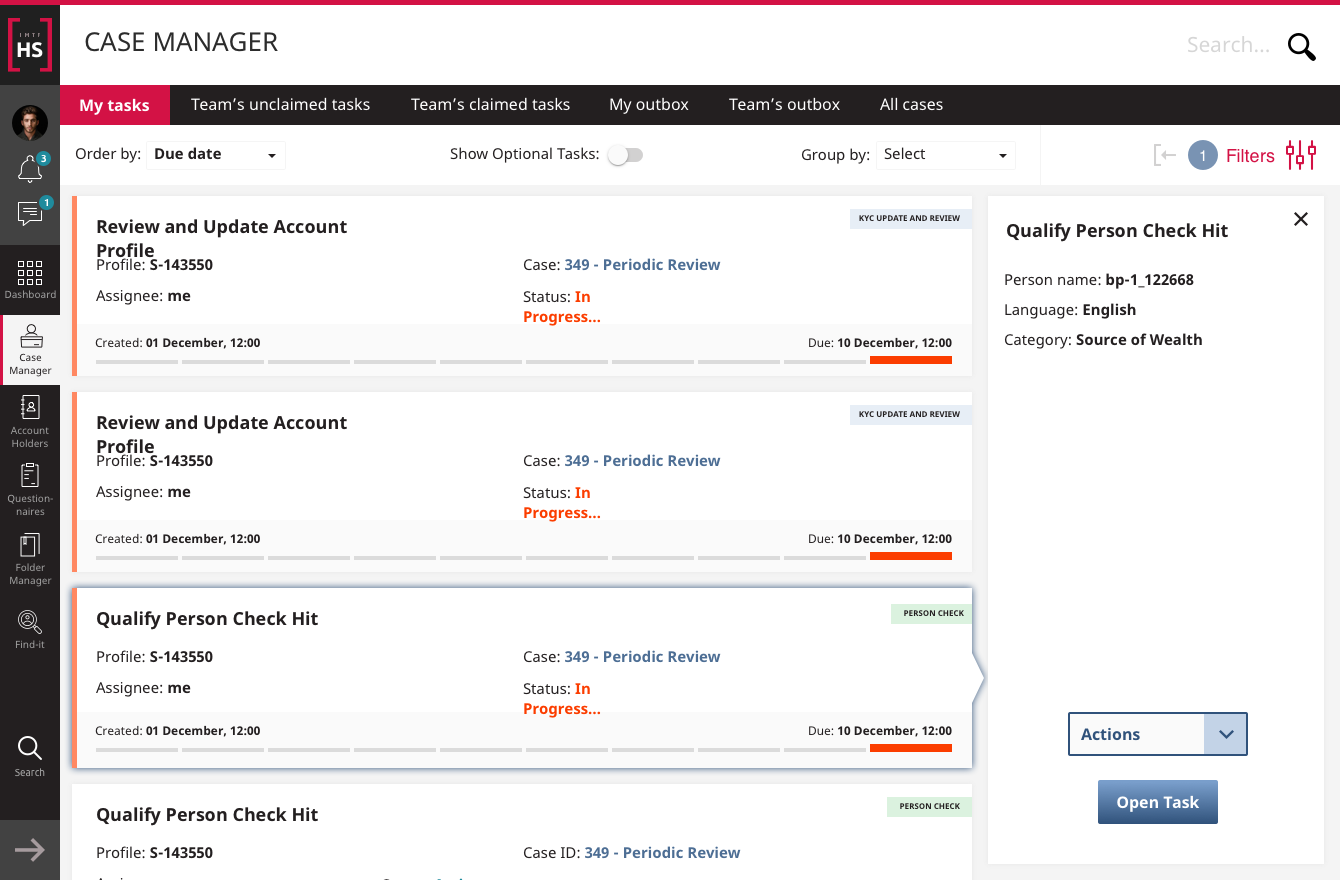 IMTF
HS
CASE MANAGER
Search...
My tasks
Team's unclaimed tasks
Team's claimed tasks
My outbox
Team's outbox
All cases
3
1
Dashboard
Case
Manager
Account
Holders
Question-
naires
Folder
Manager
Find-it
Search
Order by: Due date
Show Optional Tasks:
Group by: Select
1 Filters
Review and Update Account
Profile
KYC UPDATE AND REVIEW
Profile: S-143550
Case: 349 - Periodic Review
Assignee: me
Status: In
Progress...
Created: 01 December, 12:00
Due: 10 December, 12:00
Review and Update Account
Profile
KYC UPDATE AND REVIEW
Profile: S-143550
Case: 349 - Periodic Review
Assignee: me
Status: In
Progress...
Created: 01 December, 12:00
Due: 10 December, 12:00
Qualify Person Check Hit
PERSON CHECK
Profile: S-143550
Case: 349 - Periodic Review
Assignee: me
Status: In
Progress...
Created: 01 December, 12:00
Due: 10 December, 12:00
Qualify Person Check Hit
PERSON CHECK
Profile: S-143550
Case ID: 349 - Periodic Review
Qualify Person Check Hit
Person name: bp-1_122668
Language: English
Category: Source of Wealth
Actions
Open Task